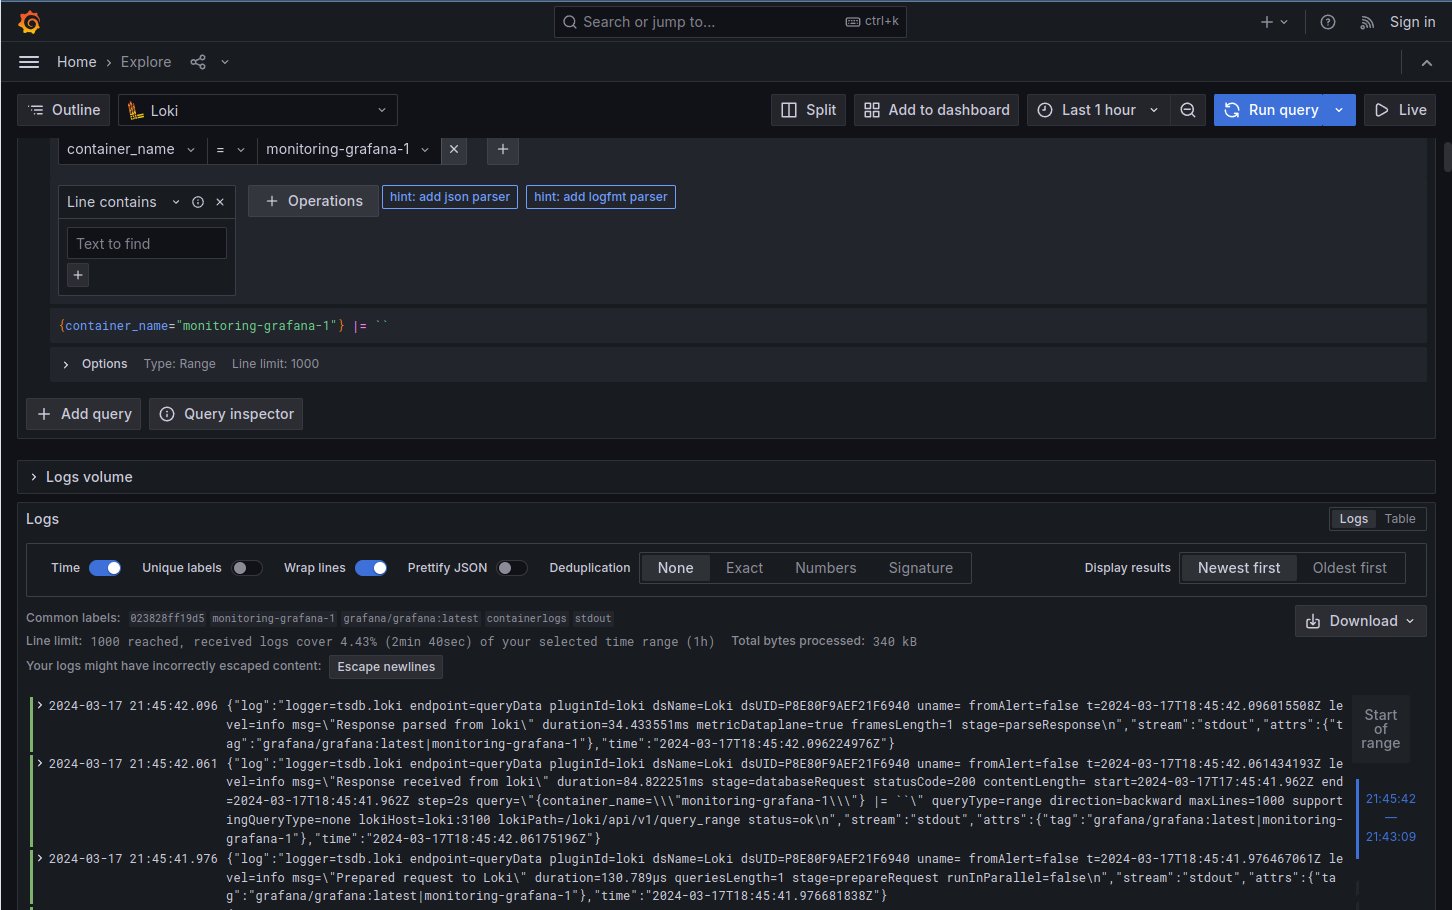 Search or jump to... ctrl+k Sign in
Home › Explore
Outline Loki Split Add to dashboard Last 1 hour Run query Live
container_name = monitoring-grafana-1 × +
Line contains × + Operations hint: add json parser hint: add logfmt parser
Text to find
+
{container_name="monitoring-grafana-1"} |= ``
Options Type: Range Line limit: 1000
+ Add query Query inspector
Logs volume
Logs Logs Table
Time Unique labels Wrap lines Prettify JSON Deduplication None Exact Numbers Signature Display results Newest first Oldest first
Common labels: 023828ff19d5 monitoring-grafana-1 grafana/grafana:latest containerlogs stdout
Download
Line limit: 1000 reached, received logs cover 4.43% (2min 40sec) of your selected time range (1h) Total bytes processed: 340 kB
Your logs might have incorrectly escaped content: Escape newlines
2024-03-17 21:45:42.096 {"log":"logger=tsdb.loki endpoint=queryData pluginId=loki dsName=Loki dsUID=P8E80F9AEF21F6940 uname= fromAlert=false t=2024-03-17T18:45:42.096015508Z le
vel=info msg=\"Response parsed from loki\" duration=34.433551ms metricDataplane=true framesLength=1 stage=parseResponse\n","stream":"stdout","attrs":{"t
ag":"grafana/grafana:latest|monitoring-grafana-1"},"time":"2024-03-17T18:45:42.096224976Z"}
2024-03-17 21:45:42.061 {"log":"logger=tsdb.loki endpoint=queryData pluginId=loki dsName=Loki dsUID=P8E80F9AEF21F6940 uname= fromAlert=false t=2024-03-17T18:45:42.061434193Z le
vel=info msg=\"Response received from loki\" duration=84.822251ms stage=databaseRequest statusCode=200 contentLength= start=2024-03-17T17:45:41.962Z end
=2024-03-17T18:45:41.962Z step=2s query=\"{container_name=\\\"monitoring-grafana-1\\\"} |= ``\" queryType=range direction=backward maxLines=1000 support
ingQueryType=none lokiHost=loki:3100 lokiPath=/loki/api/v1/query_range status=ok\n","stream":"stdout","attrs":{"tag":"grafana/grafana:latest|monitoring-
grafana-1"},"time":"2024-03-17T18:45:42.06175196Z"}
2024-03-17 21:45:41.976 {"log":"logger=tsdb.loki endpoint=queryData pluginId=loki dsName=Loki dsUID=P8E80F9AEF21F6940 uname= fromAlert=false t=2024-03-17T18:45:41.976467061Z le
vel=info msg=\"Prepared request to Loki\" duration=130.789µs queriesLength=1 stage=prepareRequest runInParallel=false\n","stream":"stdout","attrs":{"ta
g":"grafana/grafana:latest|monitoring-grafana-1"},"time":"2024-03-17T18:45:41.976681838Z"}
Start
of
range
21:45:42
—
21:43:09